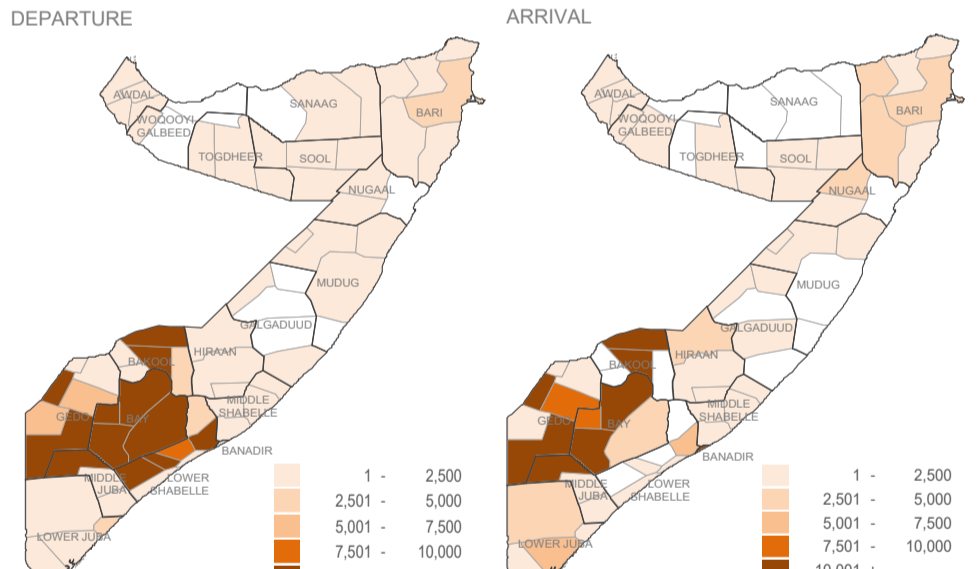 DEPARTURE
AWDAL
WOQOOYI
GALBEED
TOGDHEER
SANAAG
SOOL
BARI
NUGAAL
MUDUG
GALGADUUD
HIRAAN
BAKOOL
GEDO
BAY
MIDDLE
SHABELLE
BANADIR
LOWER
SHABELLE
MIDDLE
JUBA
LOWER JUBA
1 - 2,500
2,501 - 5,000
5,001 - 7,500
7,501 - 10,000
ARRIVAL
AWDAL
WOQOOYI
GALBEED
TOGDHEER
SANAAG
SOOL
BARI
NUGAAL
MUDUG
GALGADUUD
HIRAAN
BAKOOL
GEDO
BAY
MIDDLE
SHABELLE
BANADIR
LOWER
SHABELLE
MIDDLE
JUBA
LOWER JUBA
1 - 2,500
2,501 - 5,000
5,001 - 7,500
7,501 - 10,000